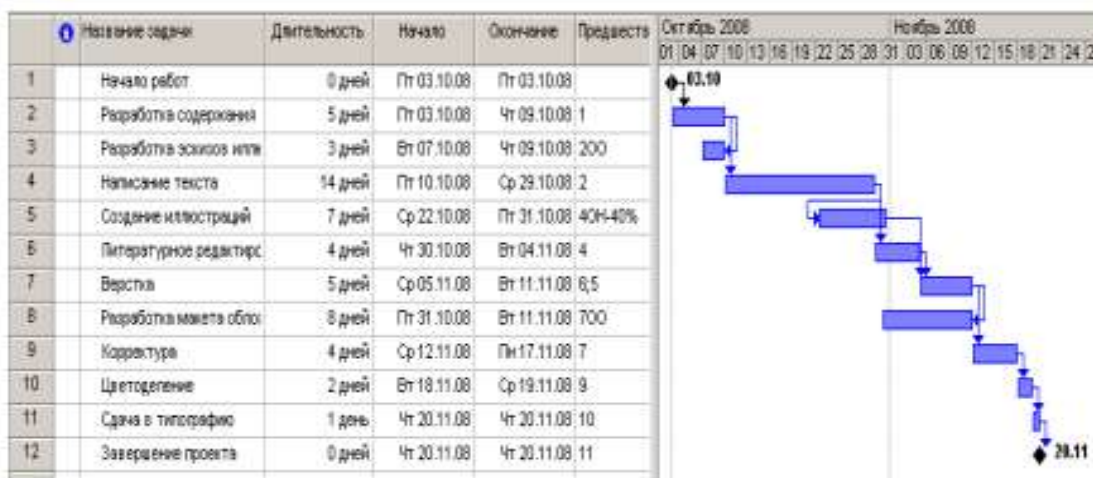 Название задачи Длительность Начало Окончание Предшеств Октябрь 2008 Ноябрь 2008
01 04 07 10 13 16 19 22 25 28 31 03 06 09 12 15 18 21 24 2
1 Начало работ 0 дней Пт 03.10.08 Пт 03.10.08 03.10
2 Разработка содержания 5 дней Пт 03.10.08 Чт 09.10.08 1
3 Разработка эскизов илл 3 дней Вт 07.10.08 Чт 09.10.08 2ОО
4 Написание текста 14 дней Пт 10.10.08 Ср 29.10.08 2
5 Создание иллюстраций 7 дней Ср 22.10.08 Пт 31.10.08 4ОН-40%
6 Литературное редактирс 4 дней Чт 30.10.08 Вт 04.11.08 4
7 Верстка 5 дней Ср 05.11.08 Вт 11.11.08 6;5
8 Разработка макета обло 8 дней Пт 31.10.08 Вт 11.11.08 7ОО
9 Корректура 4 дней Ср 12.11.08 Пн 17.11.08 7
10 Цветоделение 2 дней Вт 18.11.08 Ср 19.11.08 9
11 Сдача в типографию 1 день Чт 20.11.08 Чт 20.11.08 10
12 Завершение проекта 0 дней Чт 20.11.08 Чт 20.11.08 11 20.11